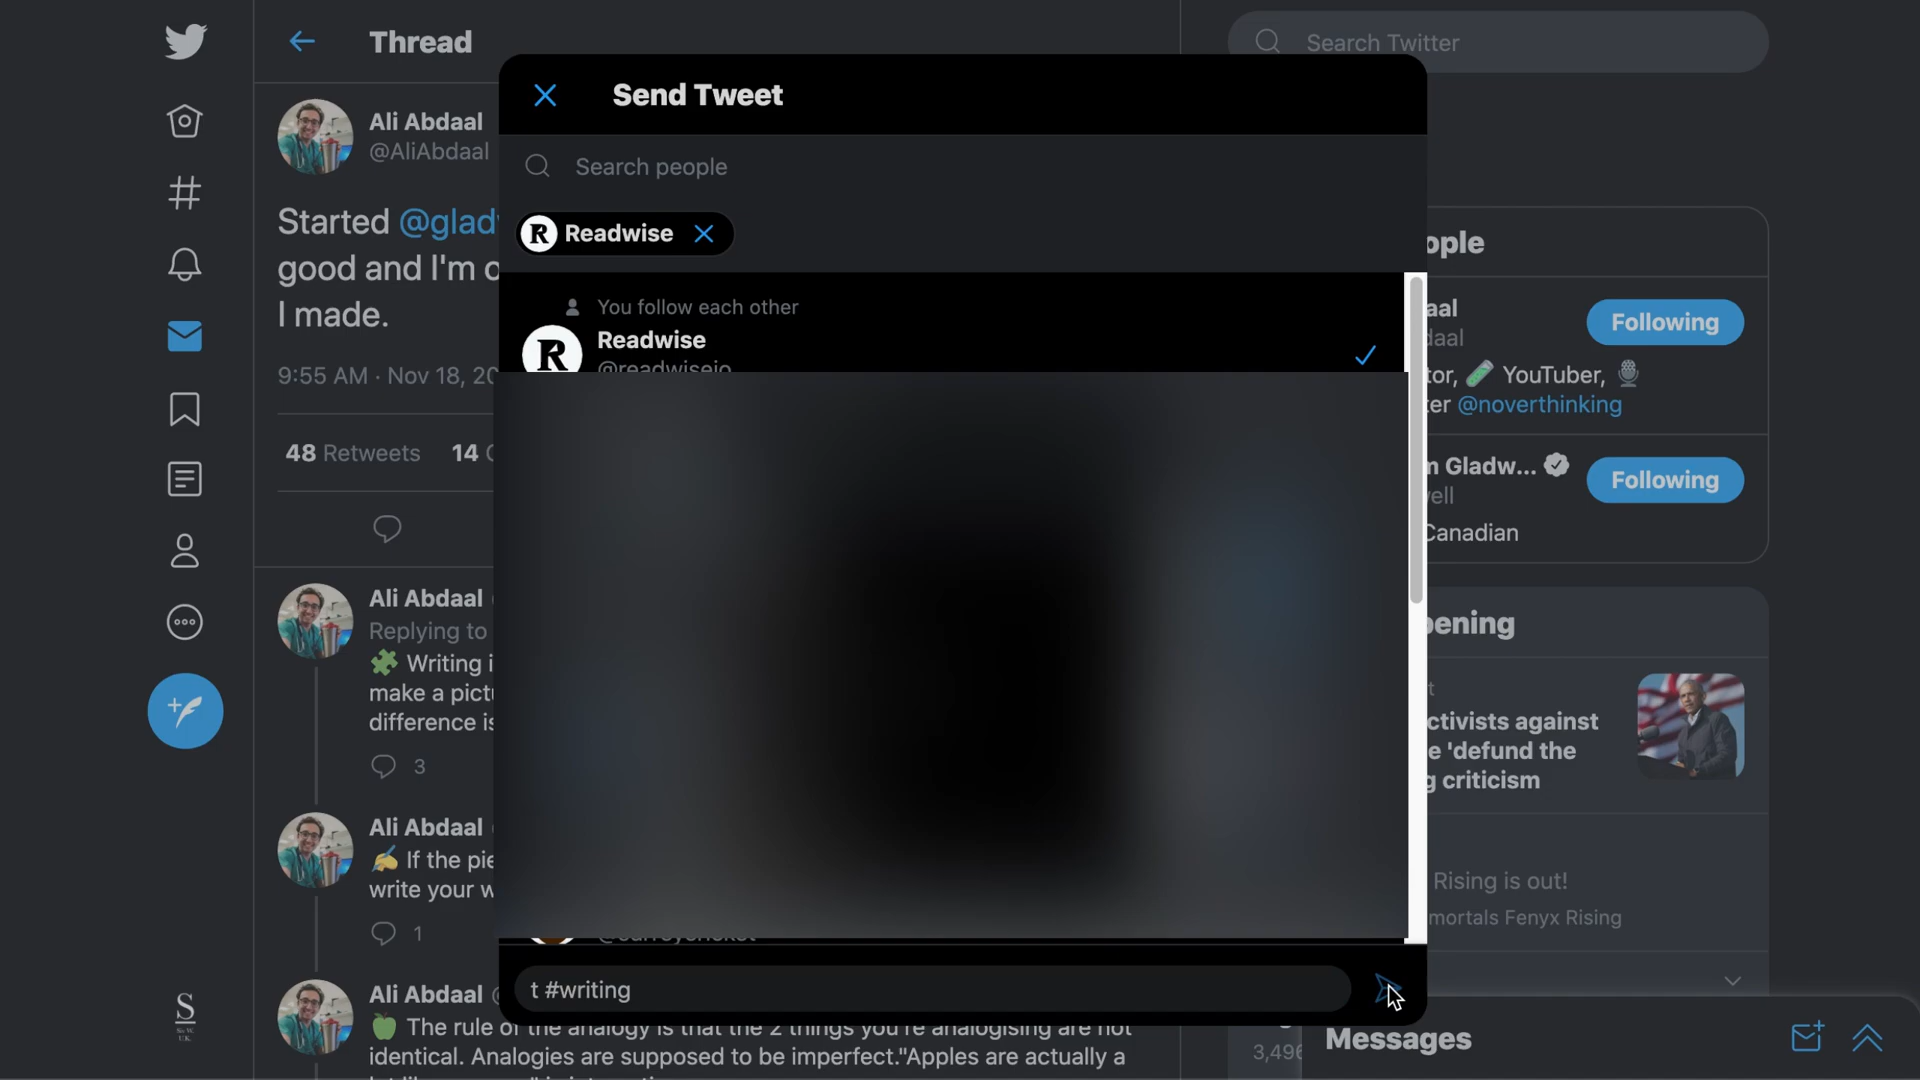 Thread
Search Twitter
Send Tweet
Search people
Readwise
You follow each other
Readwise
@readwiseio
Ali Abdaal
@AliAbdaal
Started @glad
good and I'm
I made.
9:55 AM · Nov 18, 20
48 Retweets 14
Ali Abdaal
Replying to
Writing i
make a pict
difference is
3
Ali Abdaal
If the pie
write your w
1
Ali Abdaal
The rule of the analogy is that the 2 things you're analogising are not
identical. Analogies are supposed to be imperfect."Apples are actually a
t #writing
ople
aal
daal
Following
tor, YouTuber,
ter @noverthinking
m Gladw...
vell
Following
Canadian
pening
t
ctivists against
e 'defund the
g criticism
Rising is out!
mortals Fenyx Rising
3,496
Messages
S